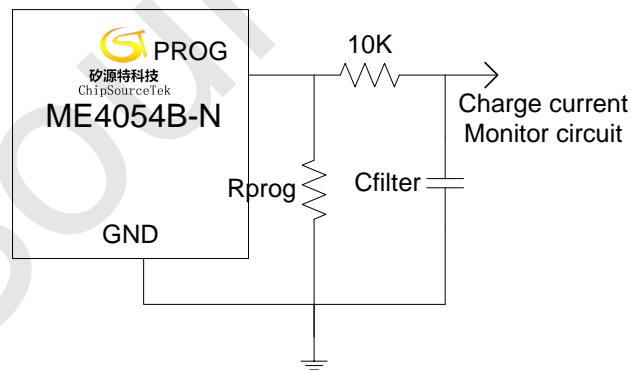 PROG
矽源特科技
ChipSourceTek
ME4054B-N
GND
10K
Rprog
Cfilter
Charge current
Monitor circuit